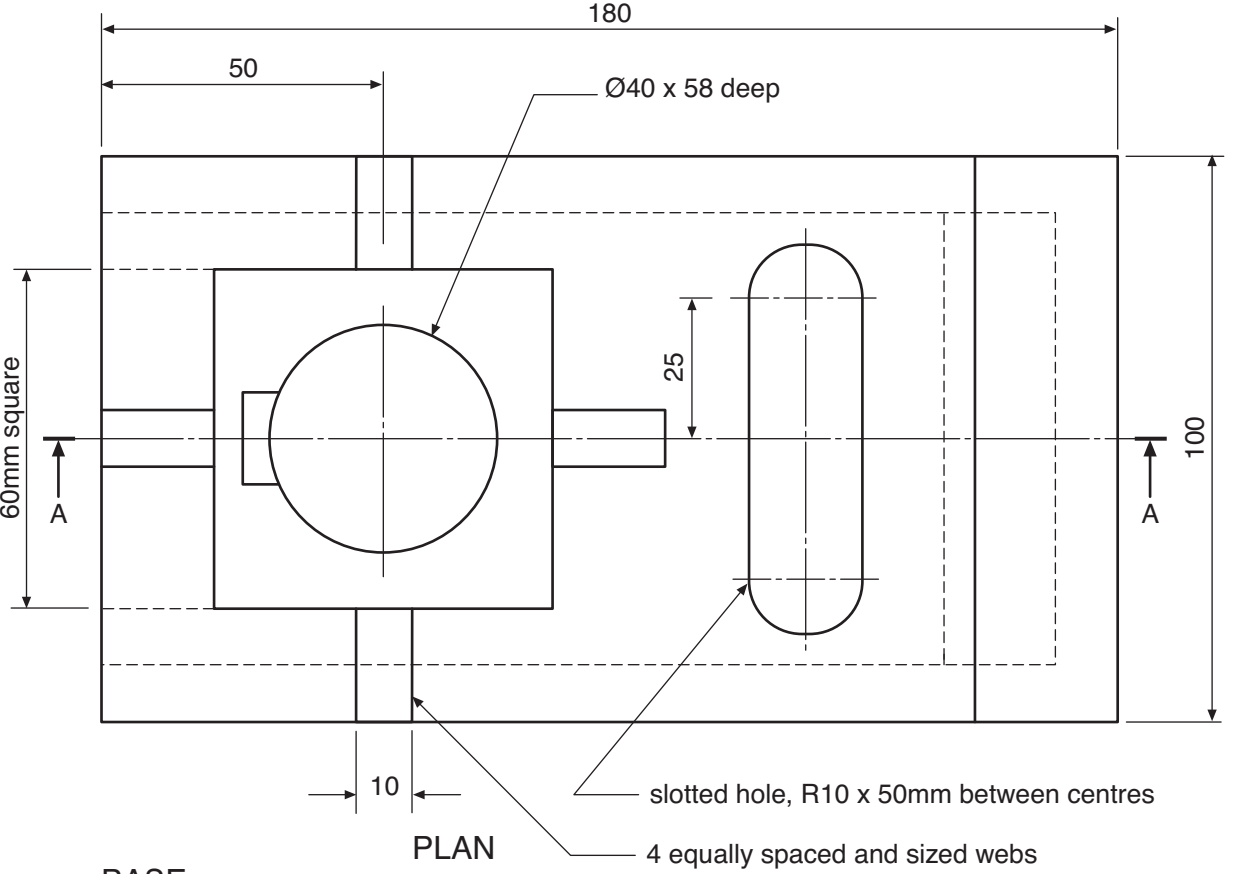 180
50
Ø40 x 58 deep
60mm square
25
100
A
A
10
slotted hole, R10 x 50mm between centres
PLAN
4 equally spaced and sized webs
BASE